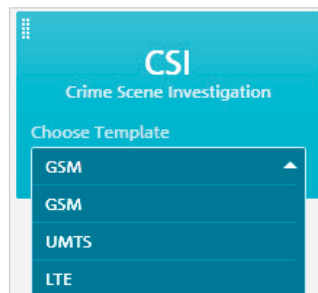 CSI
Crime Scene Investigation
Choose Template
GSM
GSM
UMTS
LTE